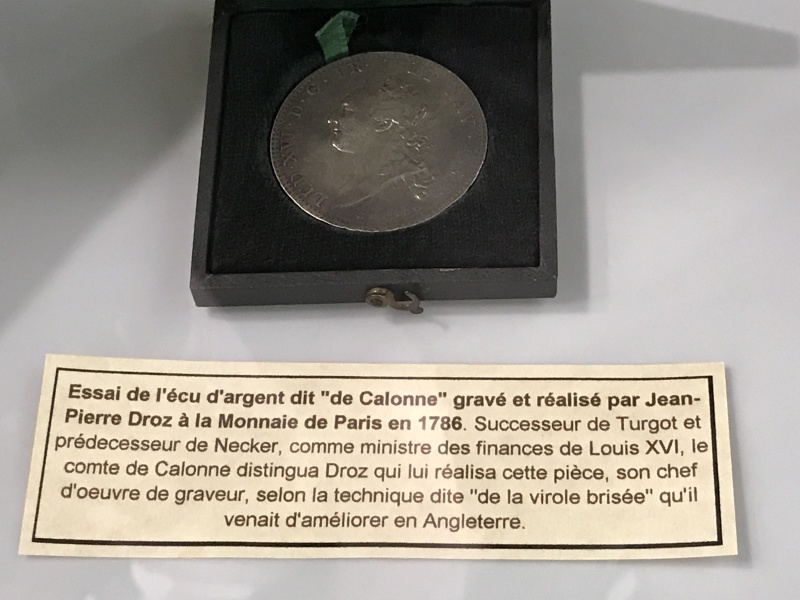 Essai de l'écu d'argent dit "de Calonne" gravé et réalisé par Jean-
Pierre Droz à la Monnaie de Paris en 1786. Successeur de Turgot et
prédecesseur de Necker, comme ministre des finances de Louis XVI, le
comte de Calonne distingua Droz qui lui réalisa cette pièce, son chef
d'oeuvre de graveur, selon la technique dite "de la virole brisée" qu'il
venait d'améliorer en Angleterre.